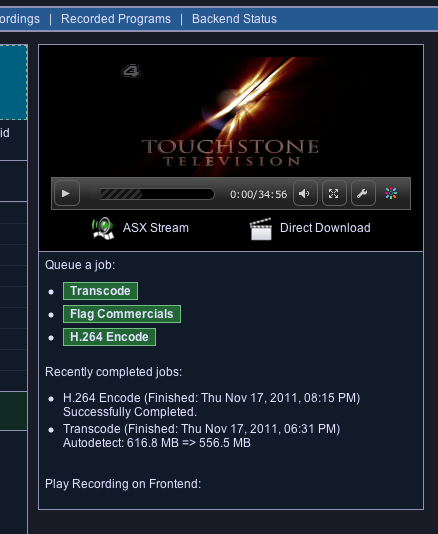 ordings | Recorded Programs | Backend Status
id
4
TOUCHSTONE
TELEVISION
0:00/34:56
ASX Stream
Direct Download
Queue a job:
Transcode
Flag Commercials
H.264 Encode
Recently completed jobs:
H.264 Encode (Finished: Thu Nov 17, 2011, 08:15 PM)
Successfully Completed.
Transcode (Finished: Thu Nov 17, 2011, 06:31 PM)
Autodetect: 616.8 MB => 556.5 MB
Play Recording on Frontend: